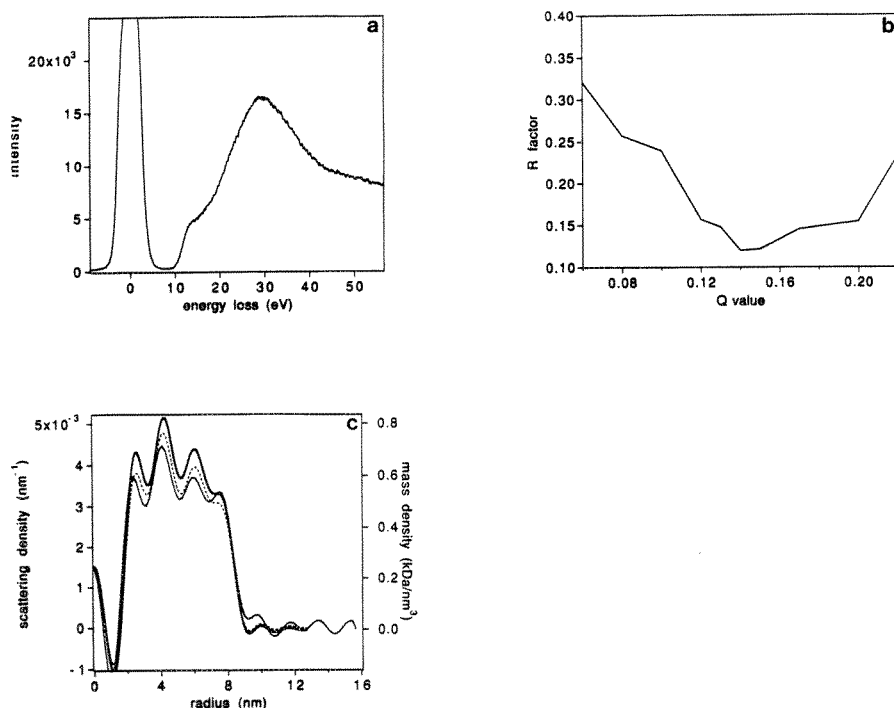 a
20x10³
15
10
5
0
intensity
0 10 20 30 40 50
energy loss (eV)
b
0.40
0.35
0.30
0.25
0.20
0.15
0.10
R factor
0.08 0.12 0.16 0.20
Q value
c
5x10⁻³
4
3
2
1
0
-1
scattering density (nm⁻¹)
0.8
0.6
0.4
0.2
0.0
mass density (kDa/nm³)
0 4 8 12 16
radius (nm)